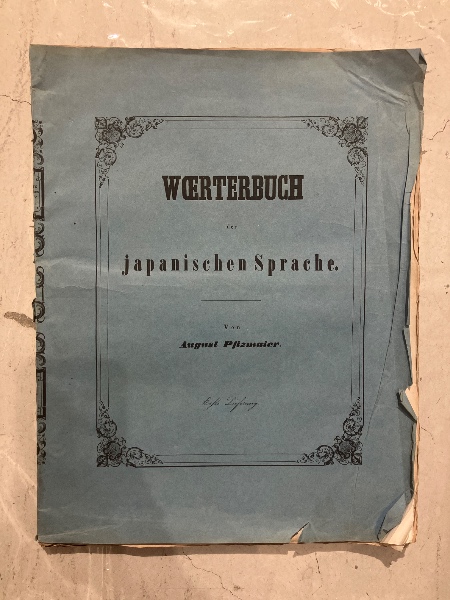 WŒRTERBUCH
der
japanischen Sprache.
Von
August Pfizmaier.
Erste Lieferung